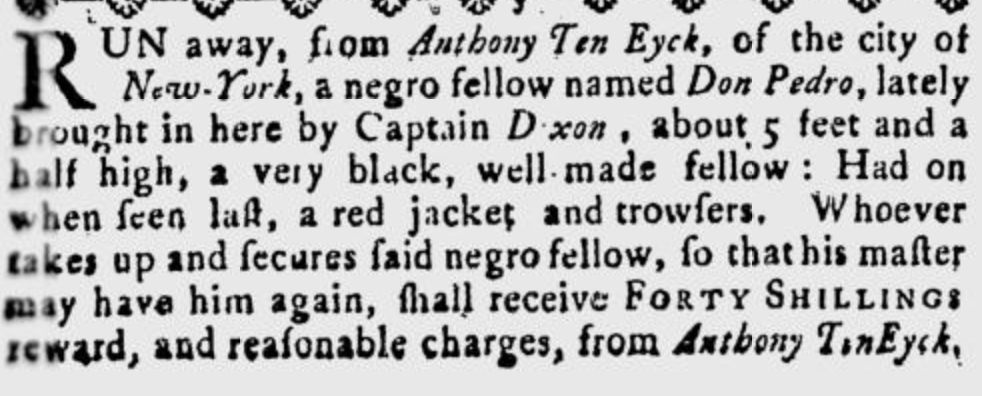 RUN away, from Anthony Ten Eyck, of the city of
New-York, a negro fellow named Don Pedro, lately
brought in here by Captain D xon, about 5 feet and a
half high, a very black, well-made fellow: Had on
when ſeen laſt, a red jacket and trowſers. Whoever
takes up and ſecures ſaid negro fellow, ſo that his maſter
may have him again, ſhall receive FORTY SHILLINGS
reward, and reaſonable charges, from Anthony TenEyck,